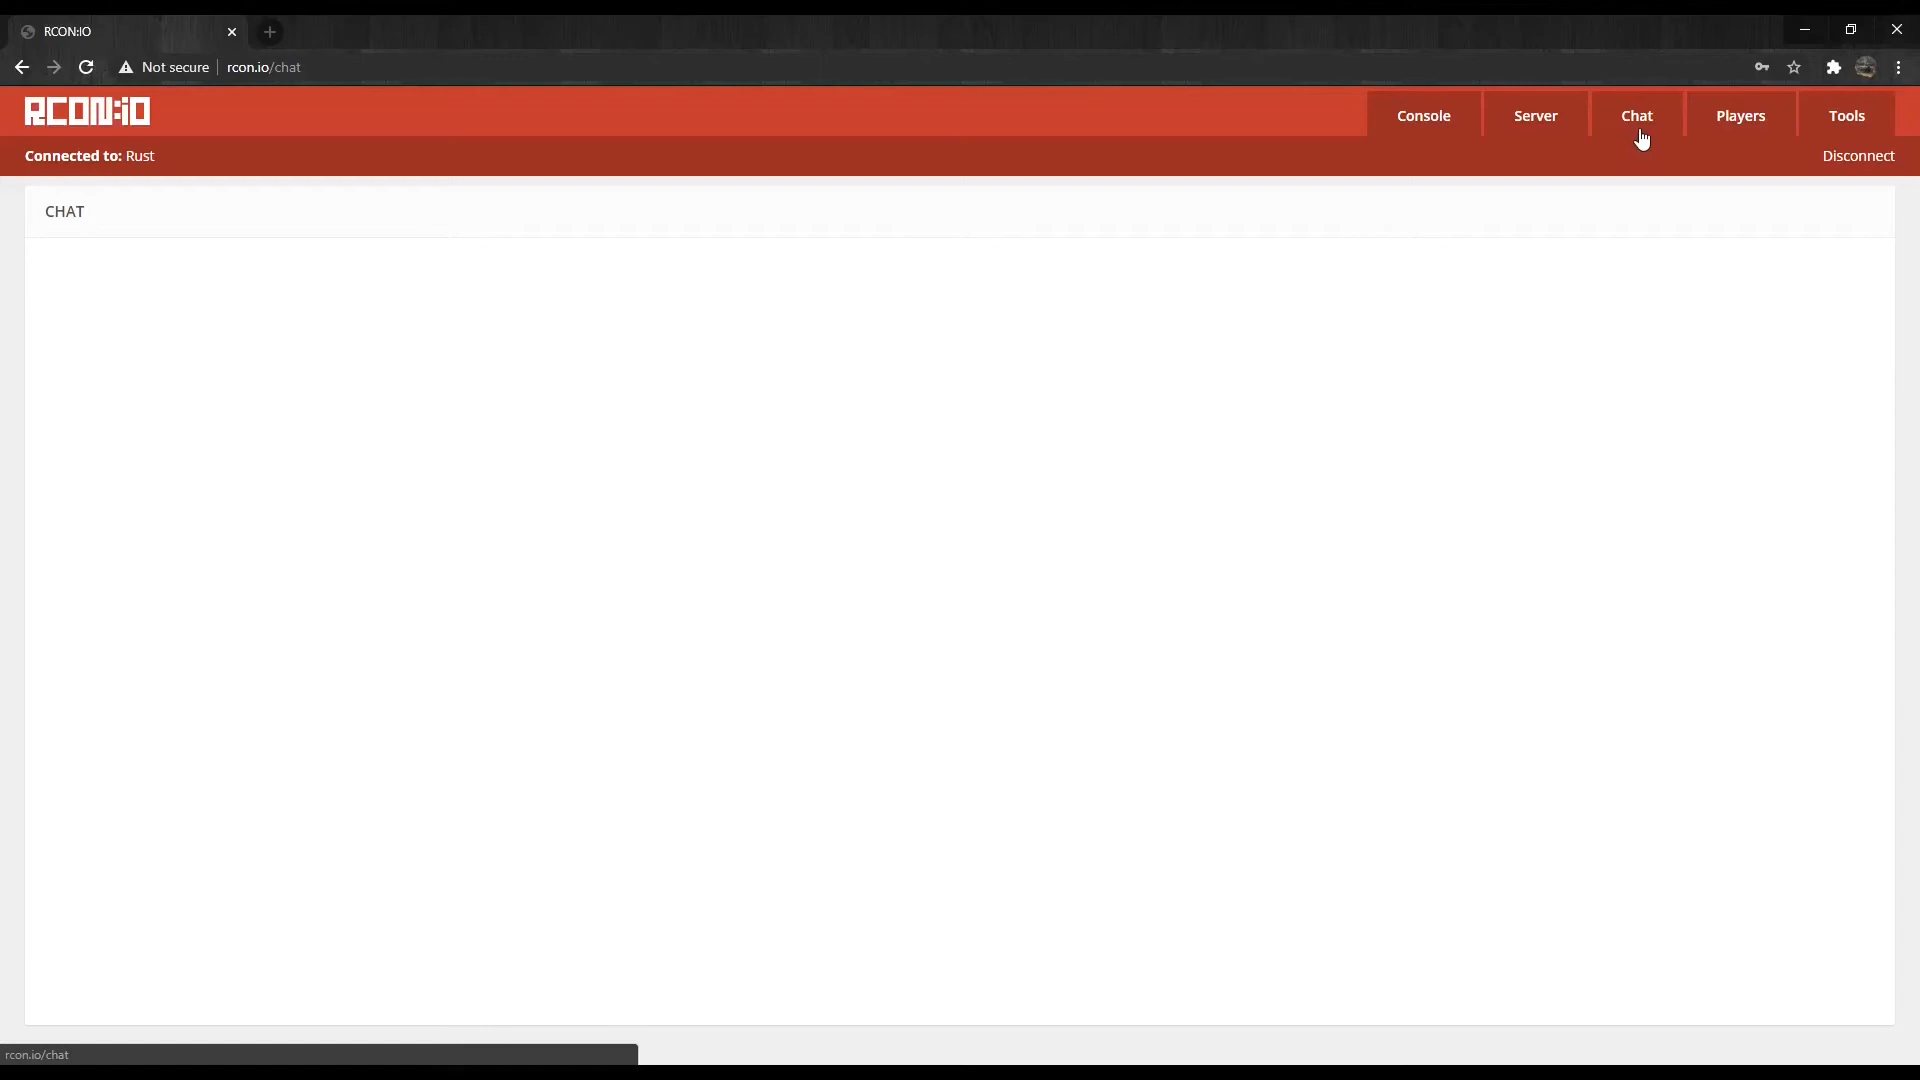 RCON:IO
Not secure rcon.io/chat
RCON:iO
Console Server Chat Players Tools
Connected to: Rust
Disconnect
CHAT
rcon.io/chat